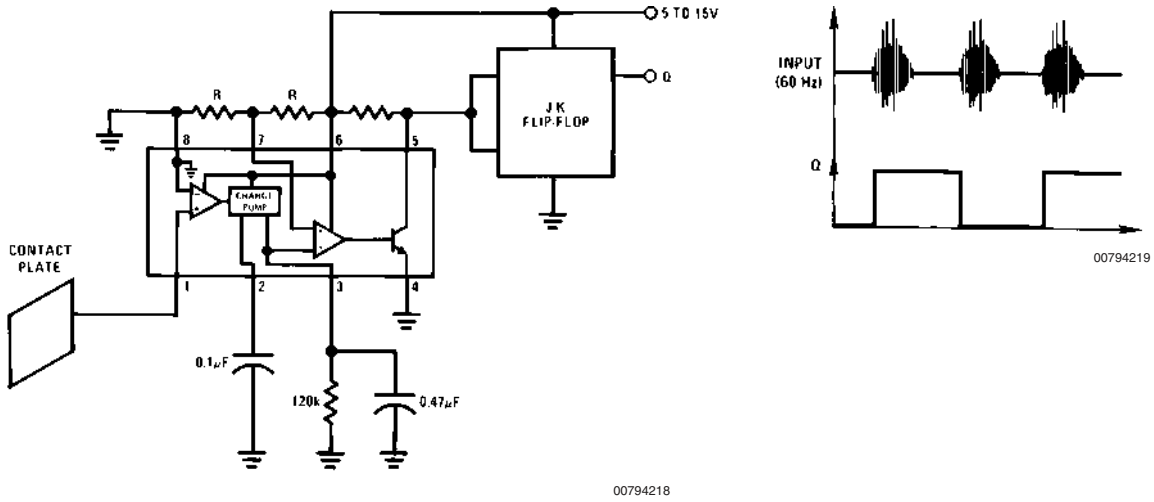 5 TO 15V
Q
J K
FLIP-FLOP
R
R
8
7
6
5
CHARGE
PUMP
CONTACT
PLATE
1
2
3
4
0.1μF
120k
0.47μF
00794218
INPUT
(60 Hz)
Q
00794219